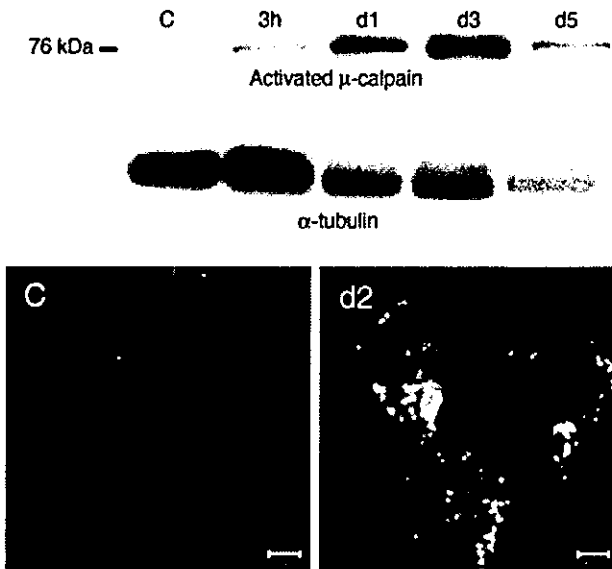 C 3h d1 d3 d5
76 kDa
Activated μ-calpain
α-tubulin
C d2